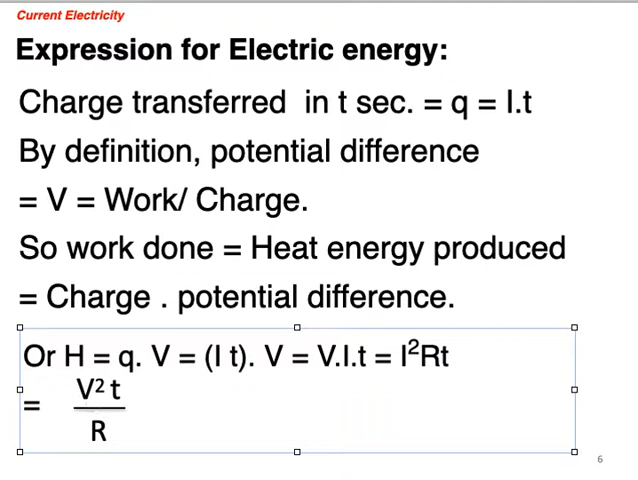 Current Electricity
Expression for Electric energy:
Charge transferred in t sec. = q = I.t
By definition, potential difference
= V = Work/ Charge.
So work done = Heat energy produced
= Charge . potential difference.
Or H = q. V = (I t). V = V.I.t = I²Rt
= V² t
R
6